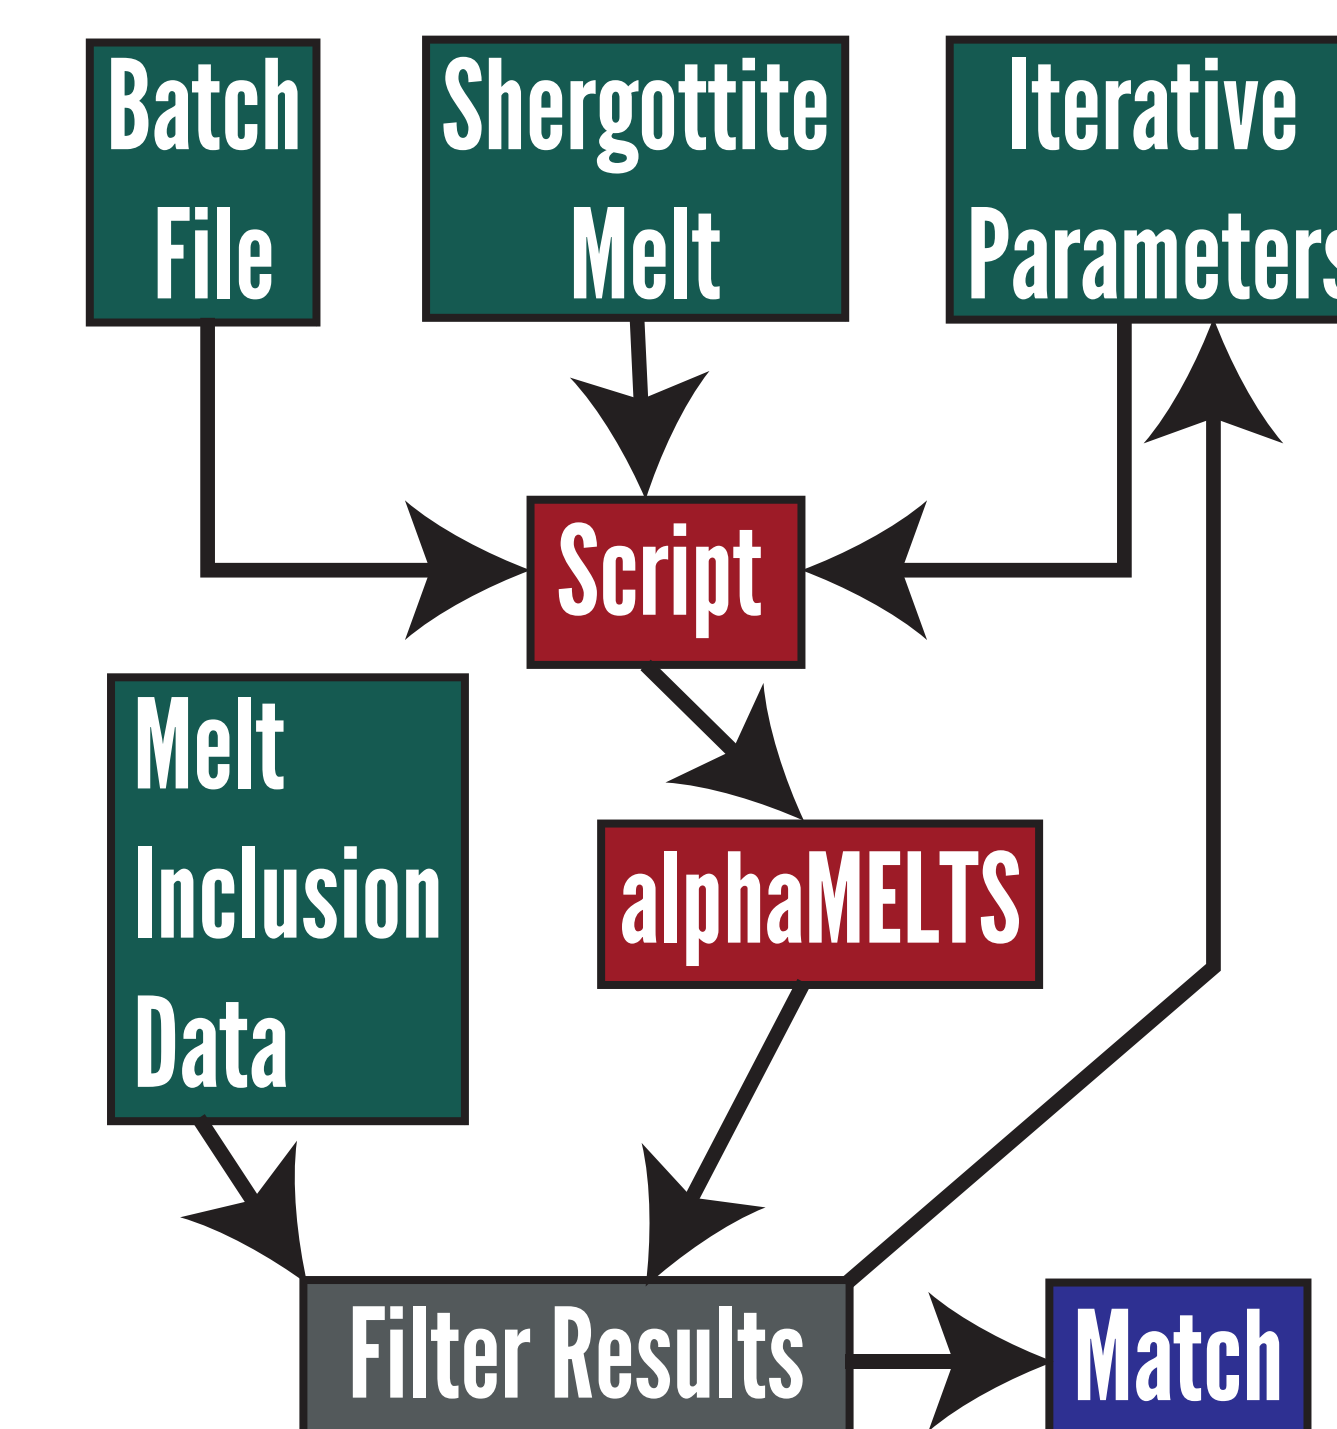 Batch
File
Shergottite
Melt
Iterative
Parameters
Script
Melt
Inclusion
Data
alphaMELTS
Filter Results
Match